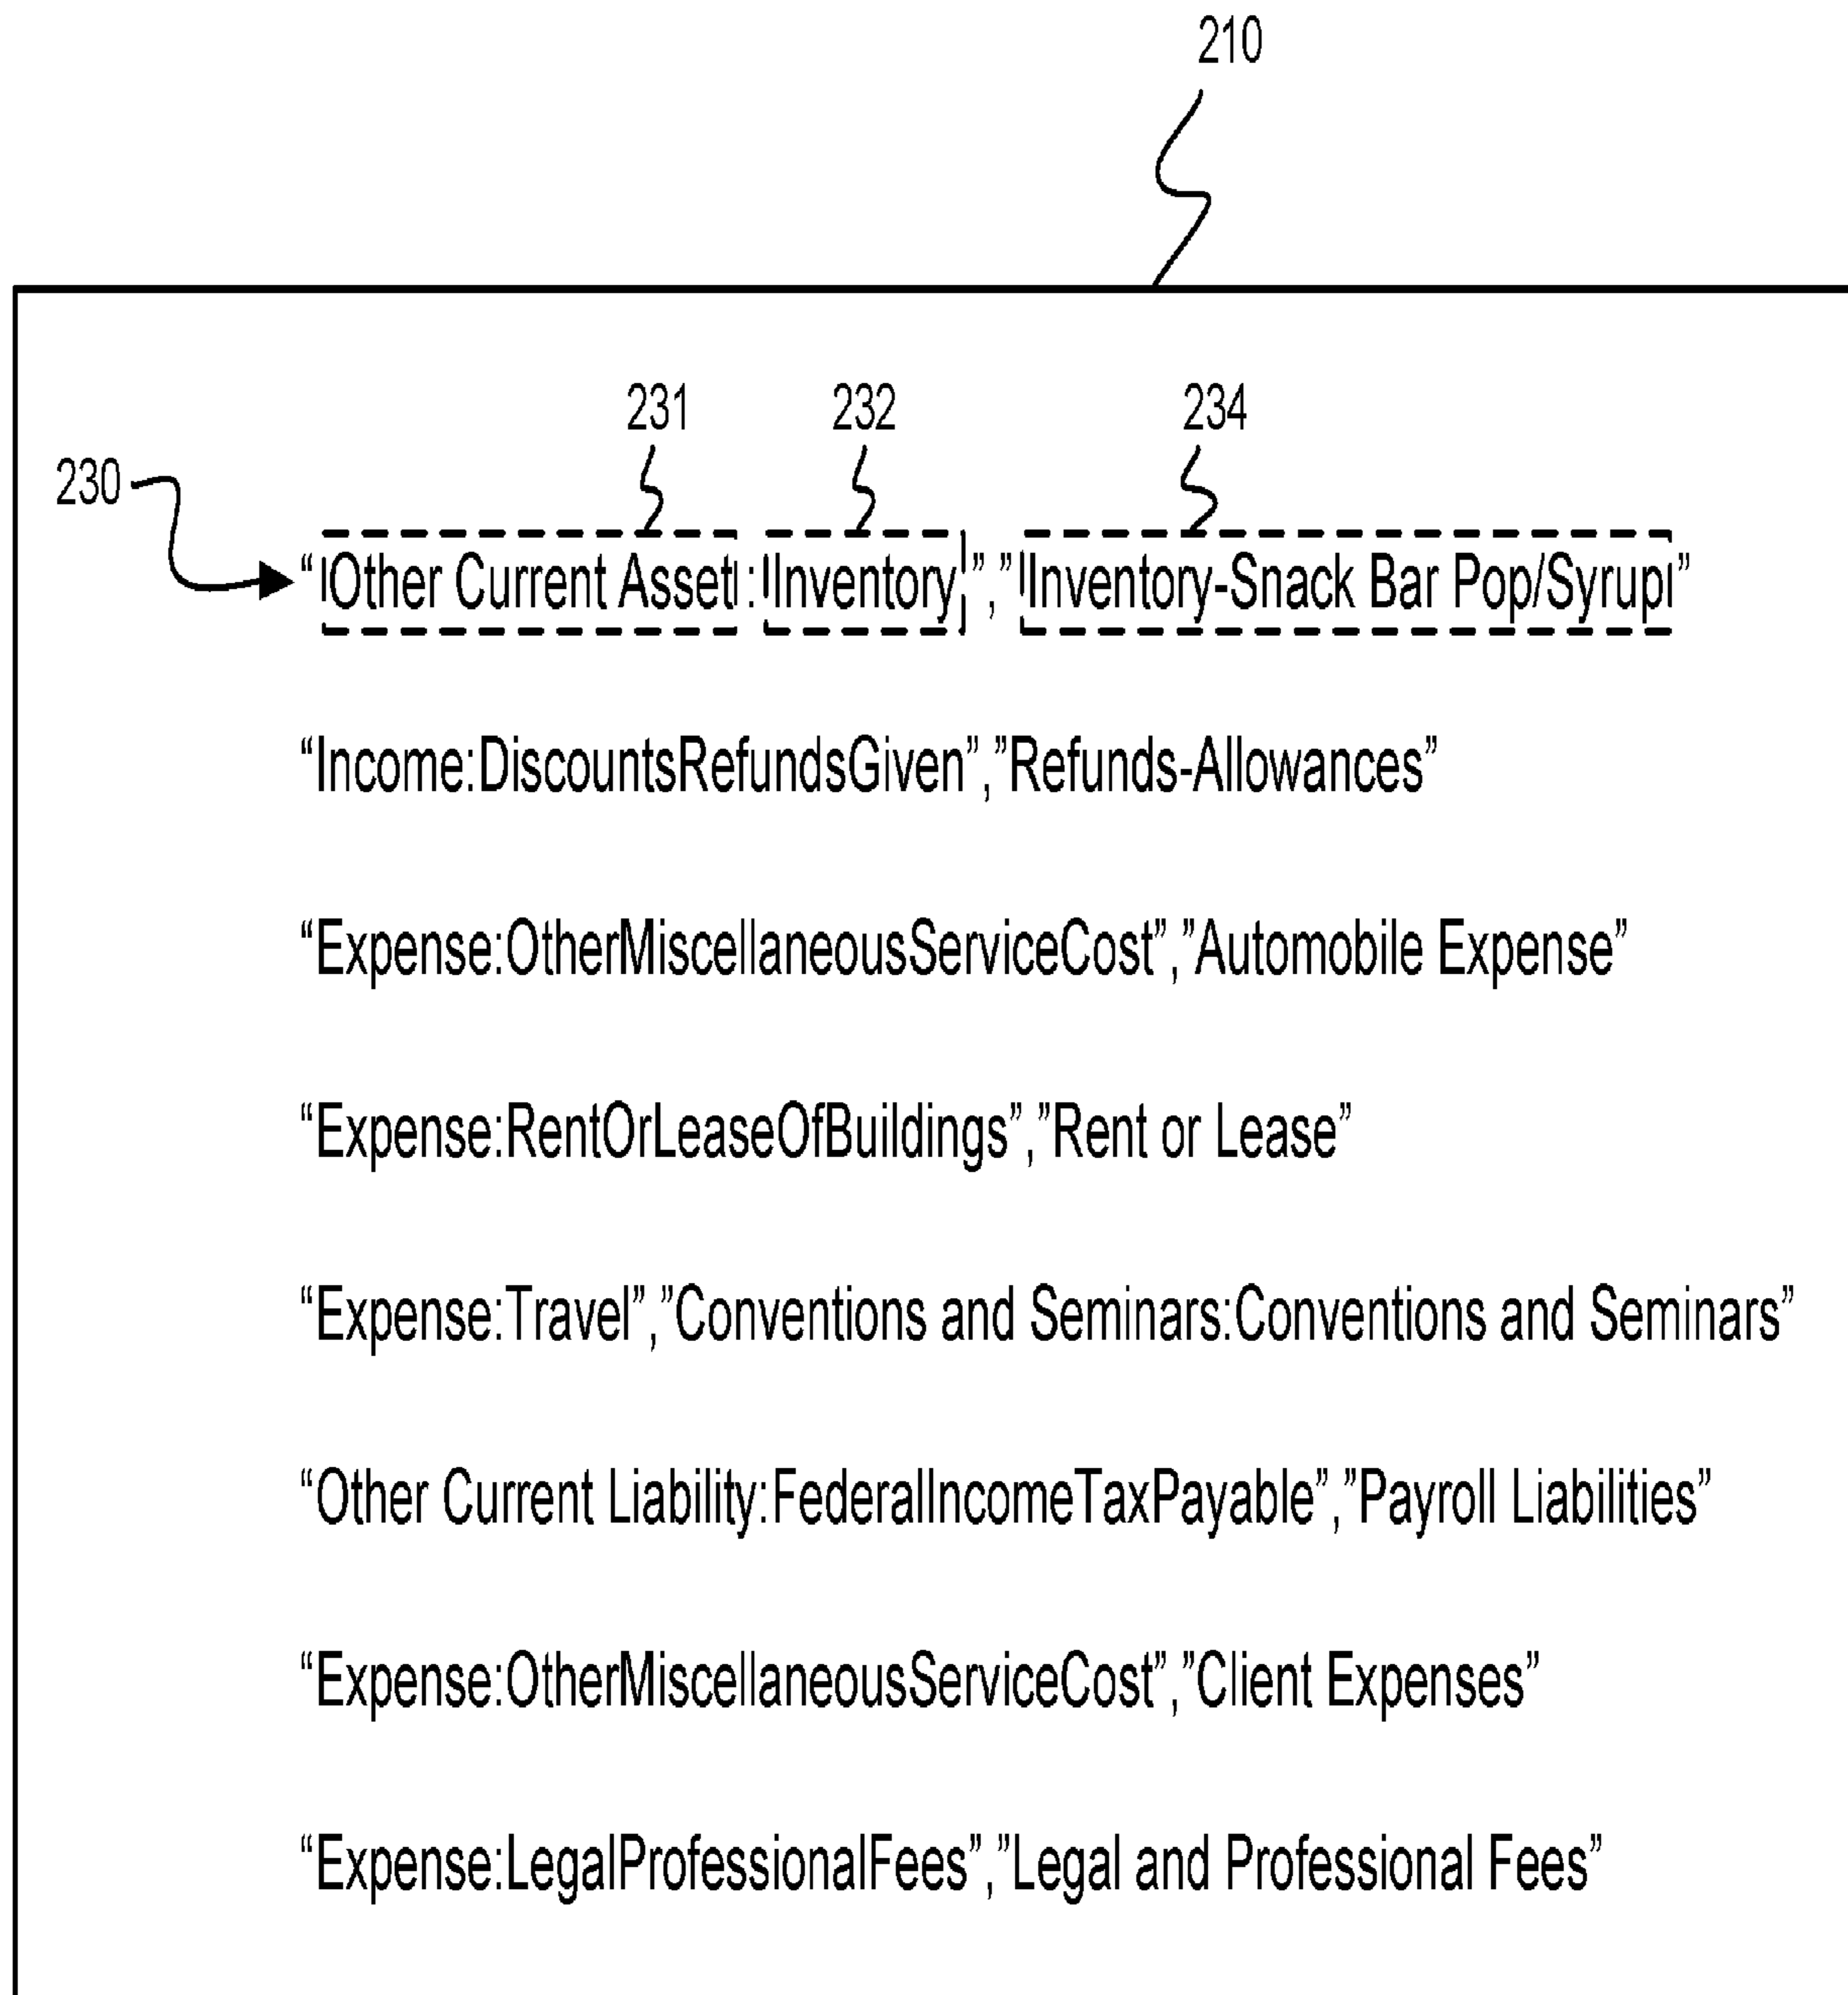 210
231 232 234
230
“Other Current Asset:Inventory”,”Inventory-Snack Bar Pop/Syrup”
“Income:DiscountsRefundsGiven”,”Refunds-Allowances”
“Expense:OtherMiscellaneousServiceCost”,”Automobile Expense”
“Expense:RentOrLeaseOfBuildings”,”Rent or Lease”
“Expense:Travel”,”Conventions and Seminars:Conventions and Seminars”
“Other Current Liability:FederalIncomeTaxPayable”,”Payroll Liabilities”
“Expense:OtherMiscellaneousServiceCost”,”Client Expenses”
“Expense:LegalProfessionalFees”,”Legal and Professional Fees”